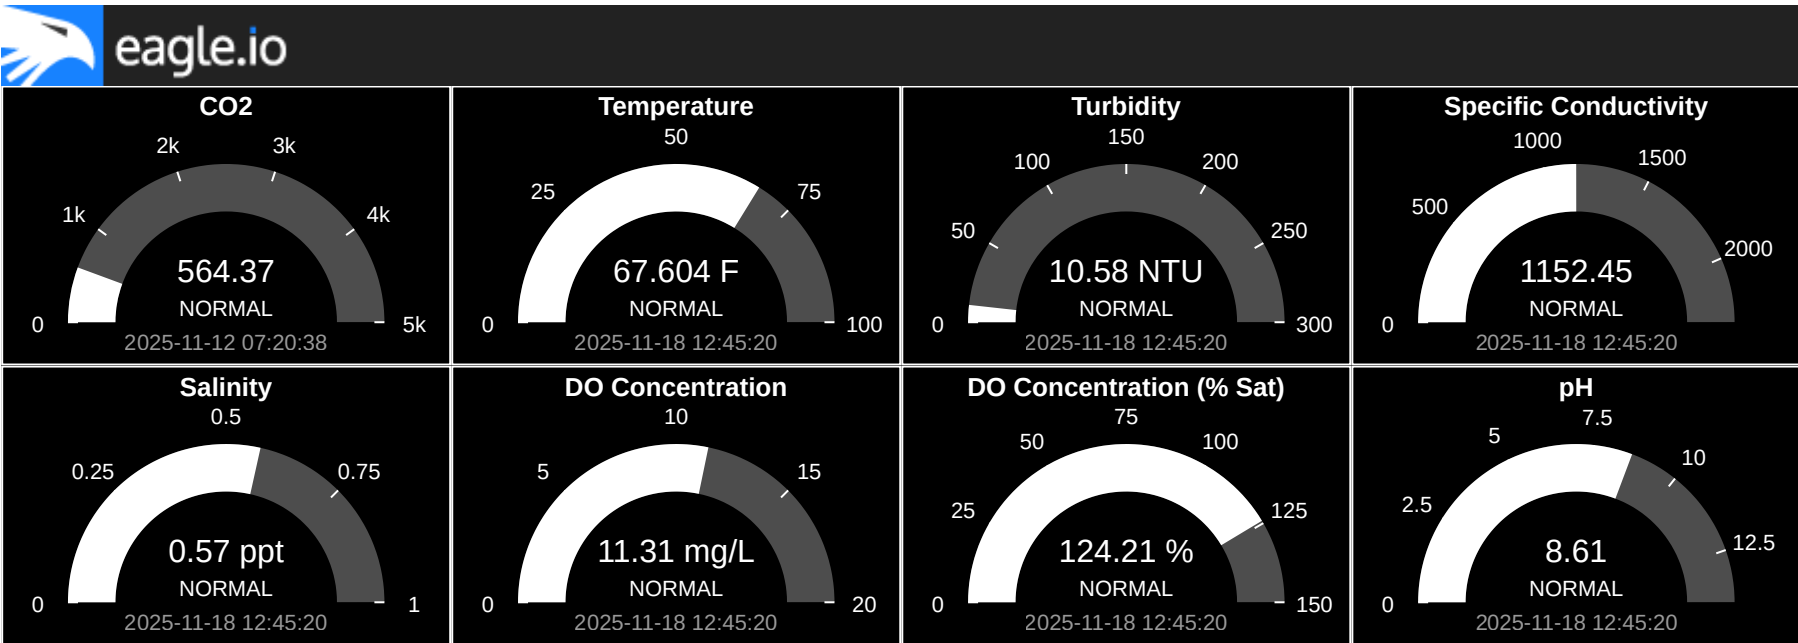 eagle.io
CO2
0
1k
2k
3k
4k
5k
564.37
NORMAL
2025-11-12 07:20:38
Temperature
0
25
50
75
100
67.604 F
NORMAL
2025-11-18 12:45:20
Turbidity
0
50
100
150
200
250
300
10.58 NTU
NORMAL
2025-11-18 12:45:20
Specific Conductivity
0
500
1000
1500
2000
1152.45
NORMAL
2025-11-18 12:45:20
Salinity
0
0.25
0.5
0.75
1
0.57 ppt
NORMAL
2025-11-18 12:45:20
DO Concentration
0
5
10
15
20
11.31 mg/L
NORMAL
2025-11-18 12:45:20
DO Concentration (% Sat)
0
25
50
75
100
125
150
124.21 %
NORMAL
2025-11-18 12:45:20
pH
0
2.5
5
7.5
10
12.5
8.61
NORMAL
2025-11-18 12:45:20